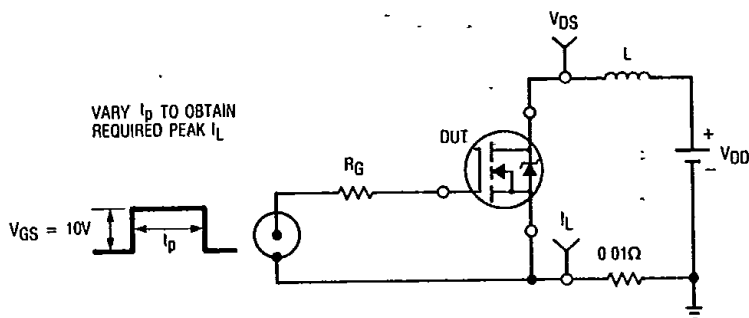 VDS
L
VARY tp TO OBTAIN
REQUIRED PEAK IL
DUT
RG
+
VDD
–
VGS = 10V
tp
IL
0 01Ω